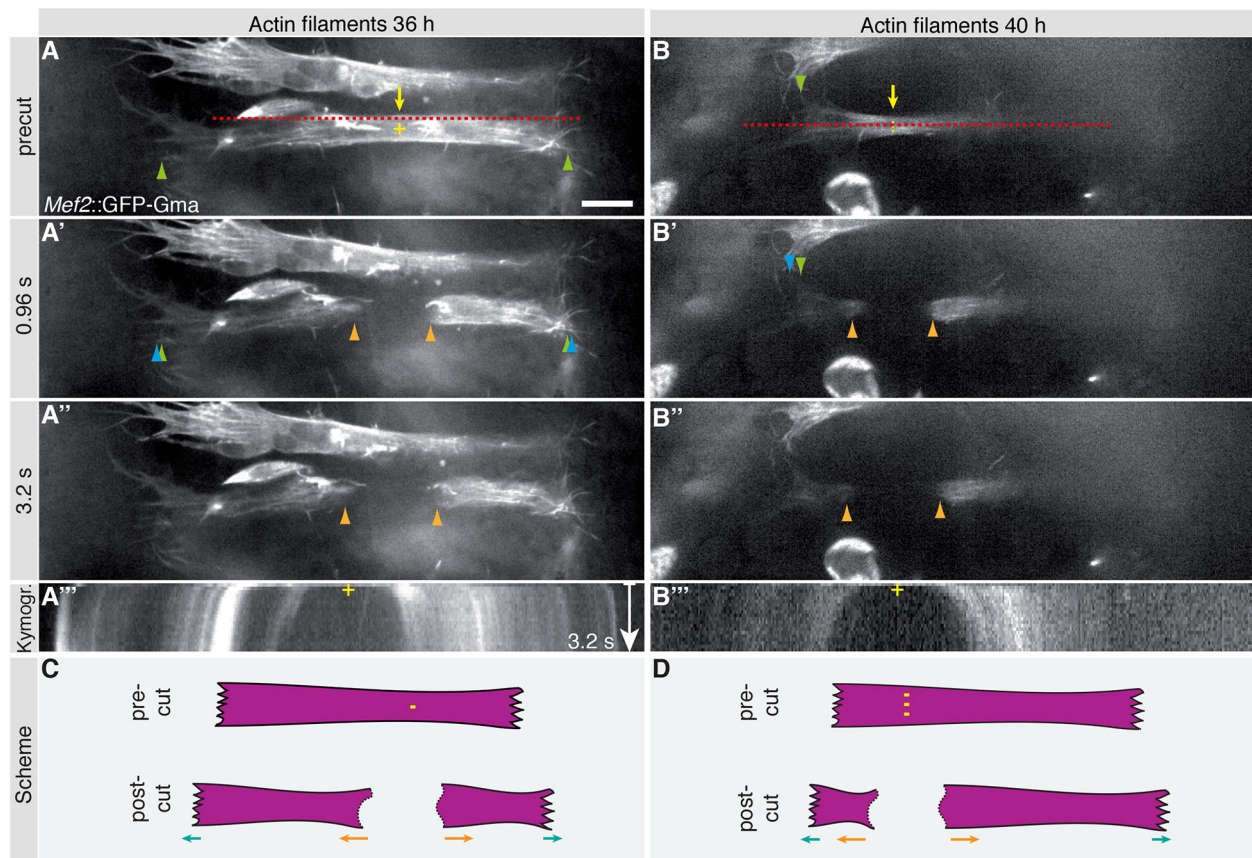 Actin filaments 36 h
Actin filaments 40 h
precut
A
B
Mef2::GFP-Gma
0.96 s
A'
B'
3.2 s
A''
B''
Kymogr.
A'''
3.2 s
B'''
Scheme
C
pre-
cut
post-
cut
D
pre-
cut
post-
cut